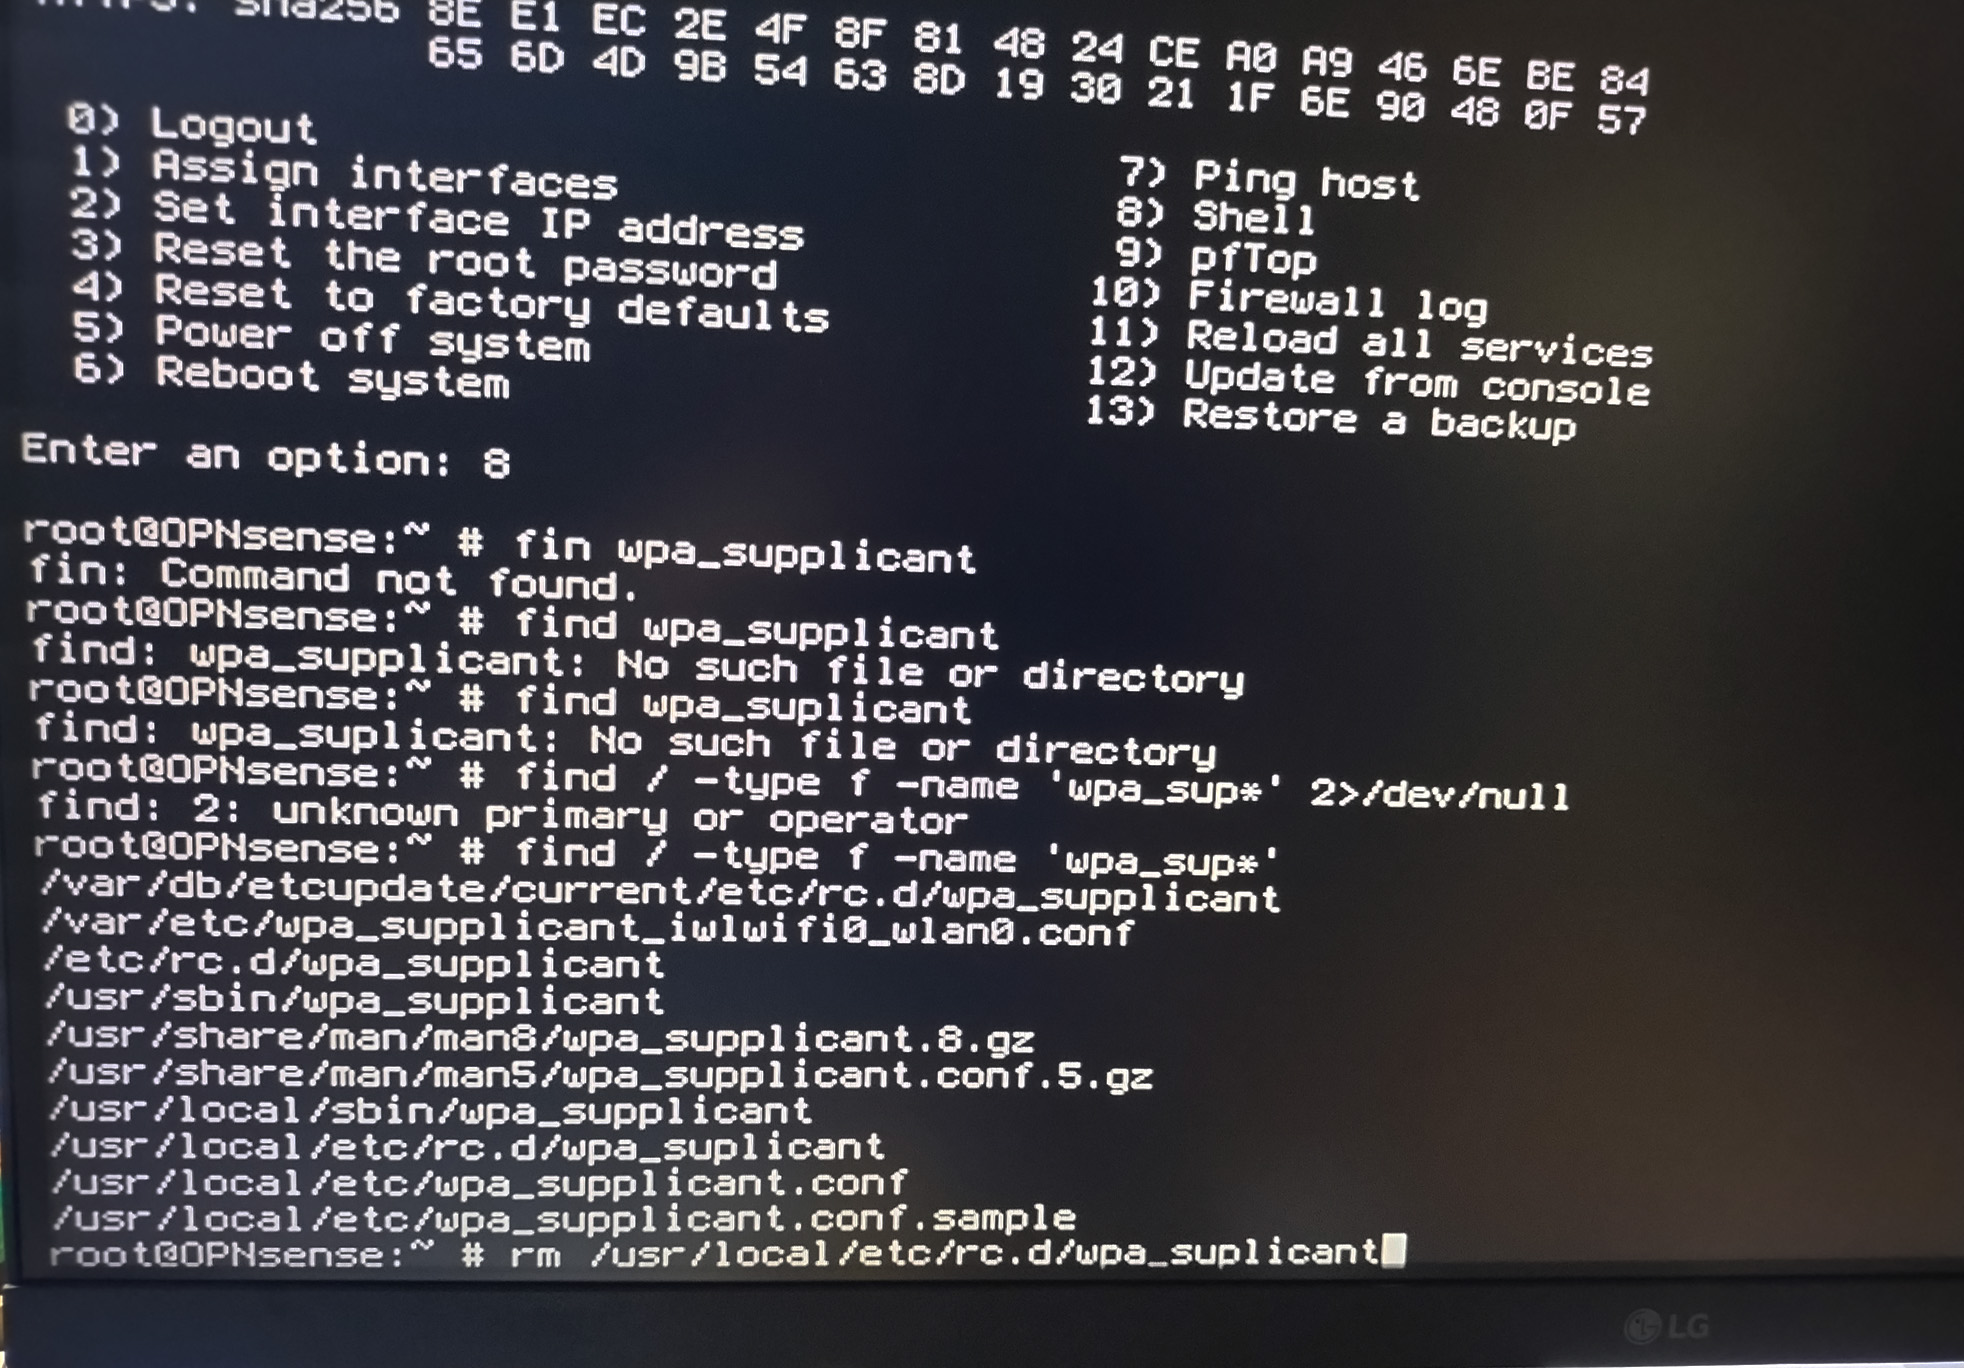 sha256 8E E1 EC 2E 4F 8F 81 48 24 CE A0 A9 46 6E BE 84
65 6D 4D 9B 54 63 8D 19 30 21 1F 6E 90 48 0F 57
0) Logout
1) Assign interfaces 7) Ping host
2) Set interface IP address 8) Shell
3) Reset the root password 9) pfTop
4) Reset to factory defaults 10) Firewall log
5) Power off system 11) Reload all services
6) Reboot system 12) Update from console
13) Restore a backup
Enter an option: 8
root@OPNsense:~ # fin wpa_supplicant
fin: Command not found.
root@OPNsense:~ # find wpa_supplicant
find: wpa_supplicant: No such file or directory
root@OPNsense:~ # find wpa_suplicant
find: wpa_suplicant: No such file or directory
root@OPNsense:~ # find / -type f -name 'wpa_sup*' 2>/dev/null
find: 2: unknown primary or operator
root@OPNsense:~ # find / -type f -name 'wpa_sup*'
/var/db/etcupdate/current/etc/rc.d/wpa_supplicant
/var/etc/wpa_supplicant_iwlwifi0_wlan0.conf
/etc/rc.d/wpa_supplicant
/usr/sbin/wpa_supplicant
/usr/share/man/man8/wpa_supplicant.8.gz
/usr/share/man/man5/wpa_supplicant.conf.5.gz
/usr/local/sbin/wpa_supplicant
/usr/local/etc/rc.d/wpa_suplicant
/usr/local/etc/wpa_supplicant.conf
/usr/local/etc/wpa_supplicant.conf.sample
root@OPNsense:~ # rm /usr/local/etc/rc.d/wpa_suplicant
LG